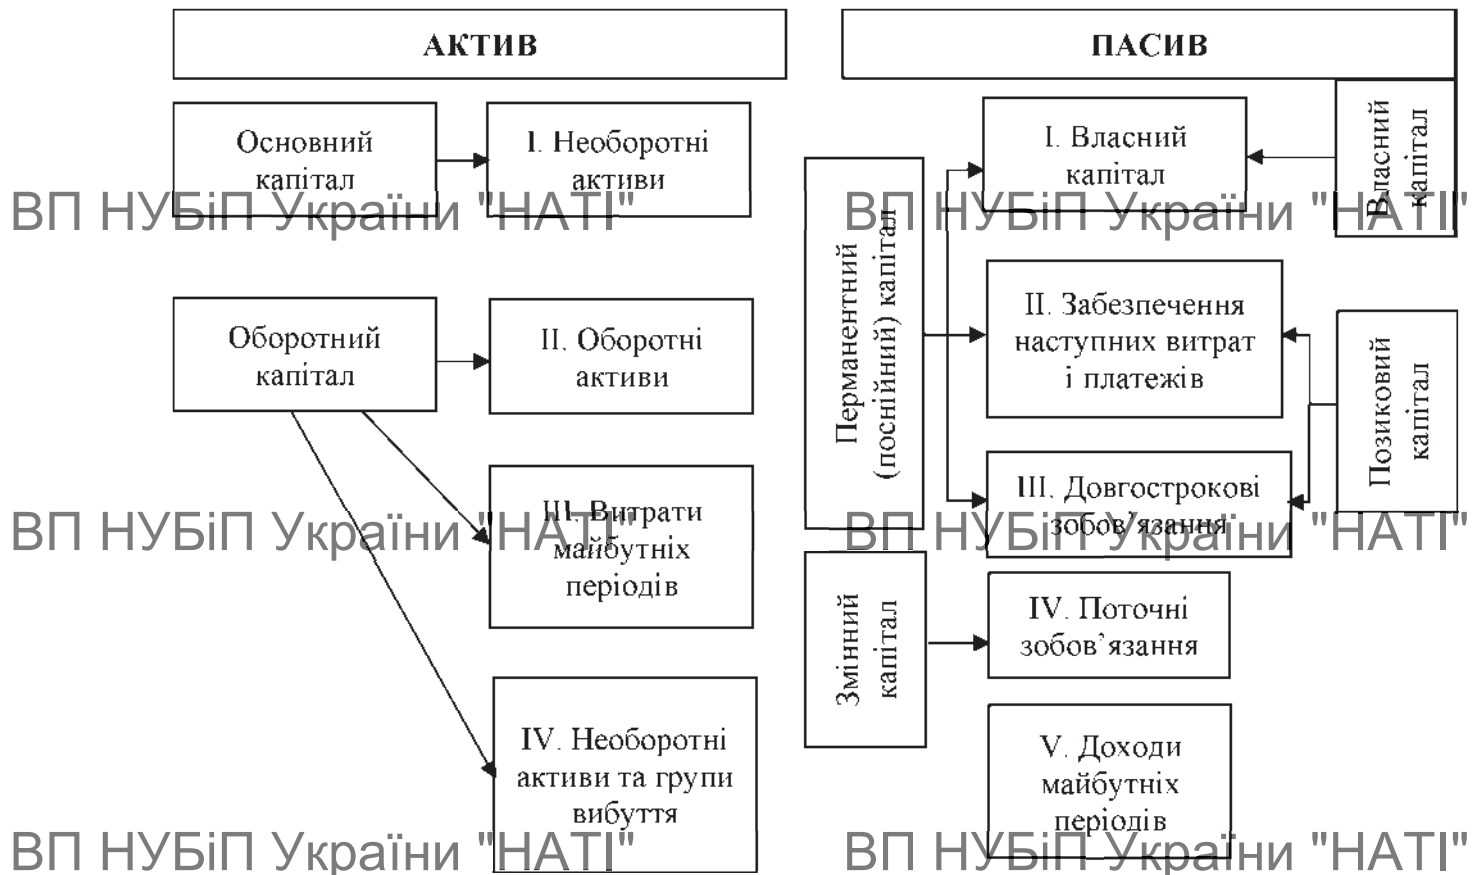 АКТИВ
ПАСИВ
Основний
капітал
І. Необоротні
активи
І. Власний
капітал
Власний
капітал
ВП НУБіП України "НАТІ"
ВП НУБіП України "НАТІ"
Перманентний
(поснійний) капітал
Оборотний
капітал
ІІ. Оборотні
активи
ІІ. Забезпечення
наступних витрат
і платежів
Позиковий
капітал
ІІІ. Витрати
майбутніх
періодів
ІІІ. Довгострокові
зобов’язання
ВП НУБіП України "НАТІ"
ВП НУБіП України "НАТІ"
Змінний
капітал
IV. Поточні
зобов’язання
IV. Необоротні
активи та групи
вибуття
V. Доходи
майбутніх
періодів
ВП НУБіП України "НАТІ"
ВП НУБіП України "НАТІ"